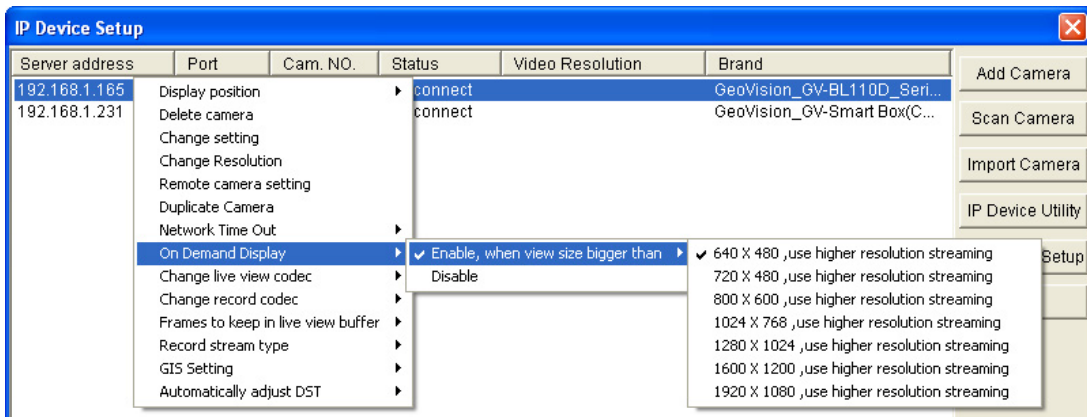 IP Device Setup
Server address Port Cam. NO. Status Video Resolution Brand
192.168.1.165 connect GeoVision_GV-BL110D_Seri...
192.168.1.231 connect GeoVision_GV-Smart Box(C...
Add Camera
Scan Camera
Import Camera
IP Device Utility
Setup
Display position
Delete camera
Change setting
Change Resolution
Remote camera setting
Duplicate Camera
Network Time Out
On Demand Display
Change live view codec
Change record codec
Frames to keep in live view buffer
Record stream type
GIS Setting
Automatically adjust DST
Enable, when view size bigger than
Disable
640 X 480 ,use higher resolution streaming
720 X 480 ,use higher resolution streaming
800 X 600 ,use higher resolution streaming
1024 X 768 ,use higher resolution streaming
1280 X 1024 ,use higher resolution streaming
1600 X 1200 ,use higher resolution streaming
1920 X 1080 ,use higher resolution streaming